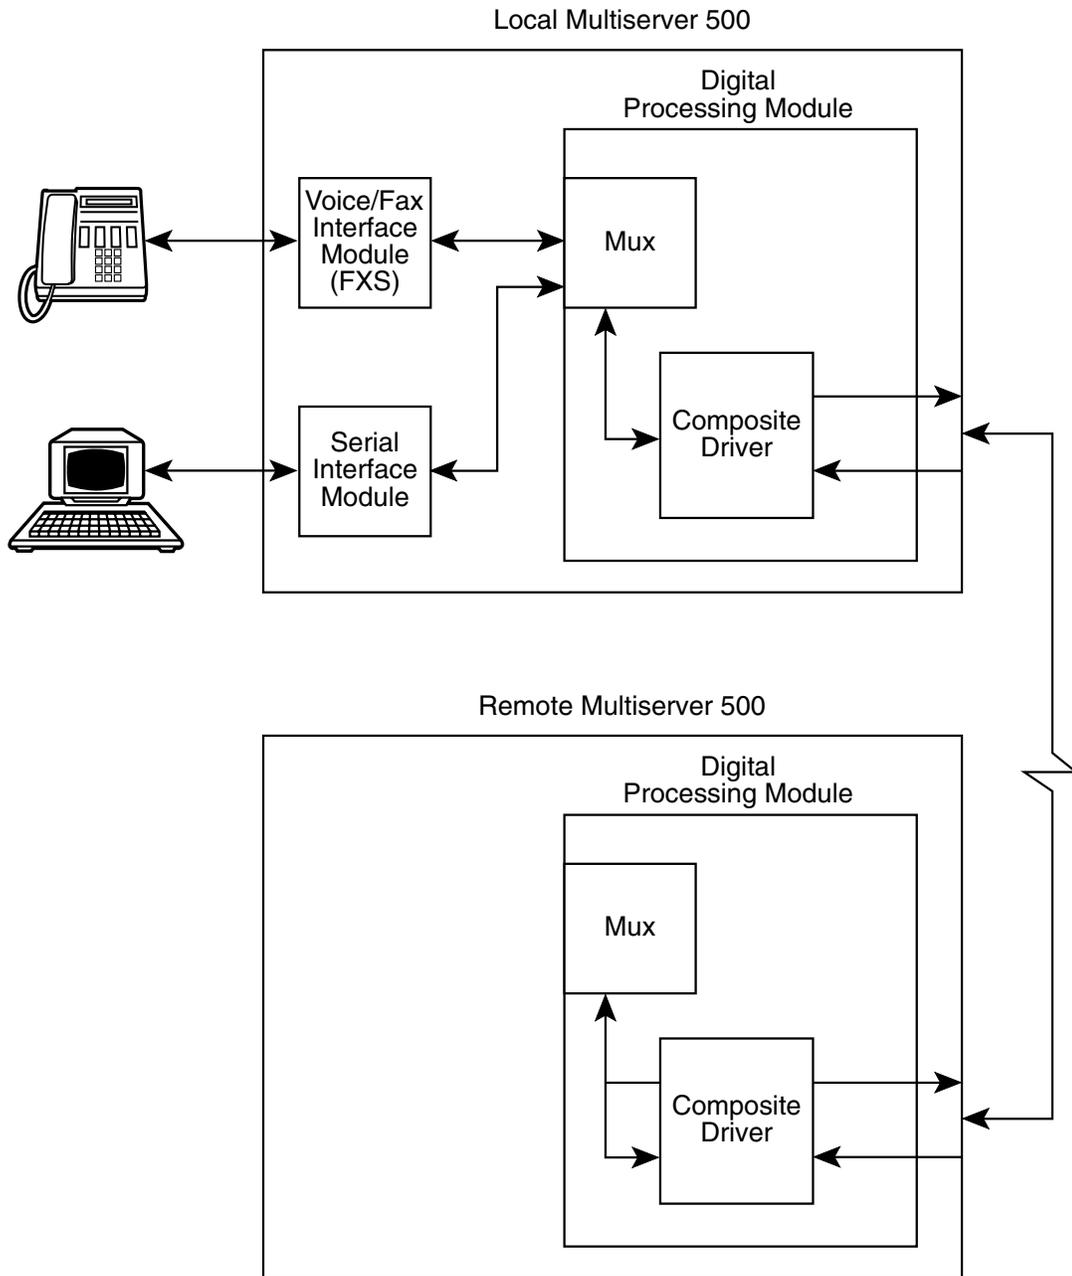 Local Multiserver 500
Digital
Processing Module
Voice/Fax
Interface
Module
(FXS)
Mux
Composite
Driver
Serial
Interface
Module
Remote Multiserver 500
Digital
Processing Module
Mux
Composite
Driver